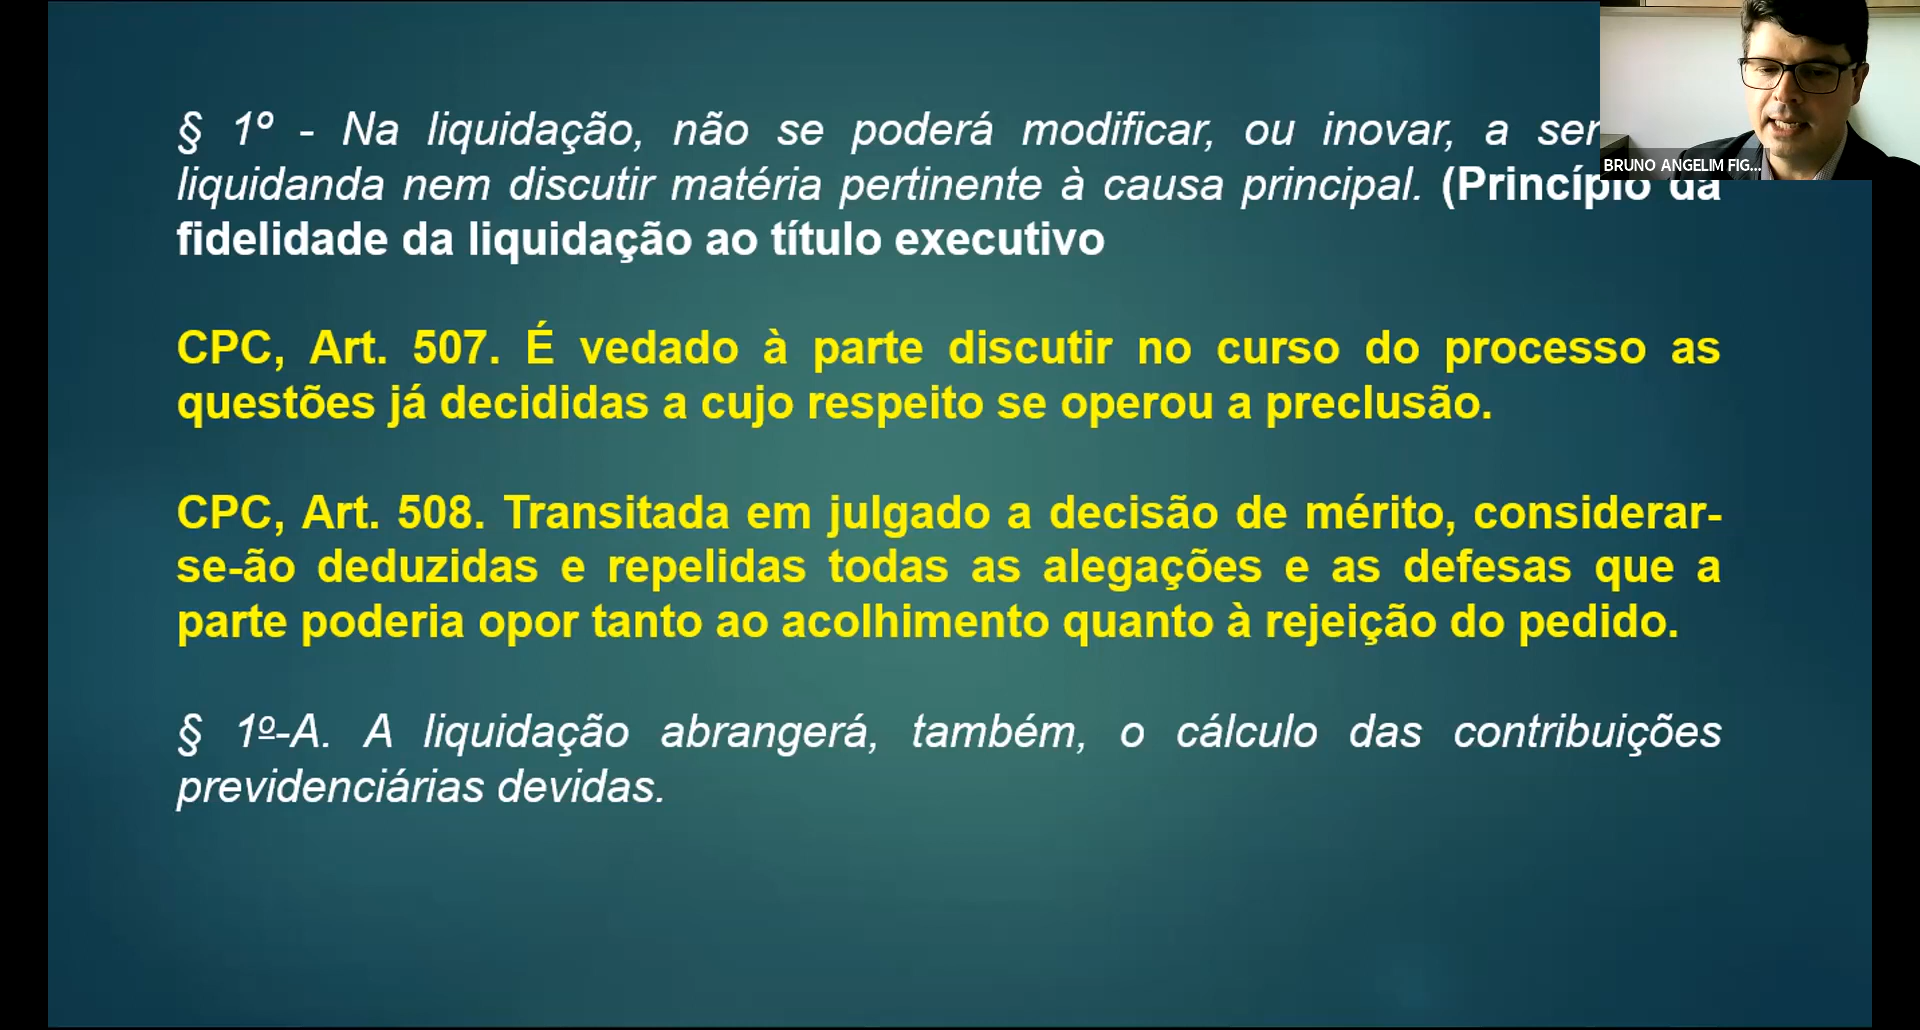 § 1º - Na liquidação, não se poderá modificar, ou inovar, a
liquidanda nem discutir matéria pertinente à causa principal. (Princípio da
fidelidade da liquidação ao título executivo
BRUNO ANGELIM FIG...
CPC, Art. 507. É vedado à parte discutir no curso do processo as
questões já decididas a cujo respeito se operou a preclusão.
CPC, Art. 508. Transitada em julgado a decisão de mérito, considerar-
se-ão deduzidas e repelidas todas as alegações e as defesas que a
parte poderia opor tanto ao acolhimento quanto à rejeição do pedido.
§ 1º-A. A liquidação abrangerá, também, o cálculo das contribuições
previdenciárias devidas.